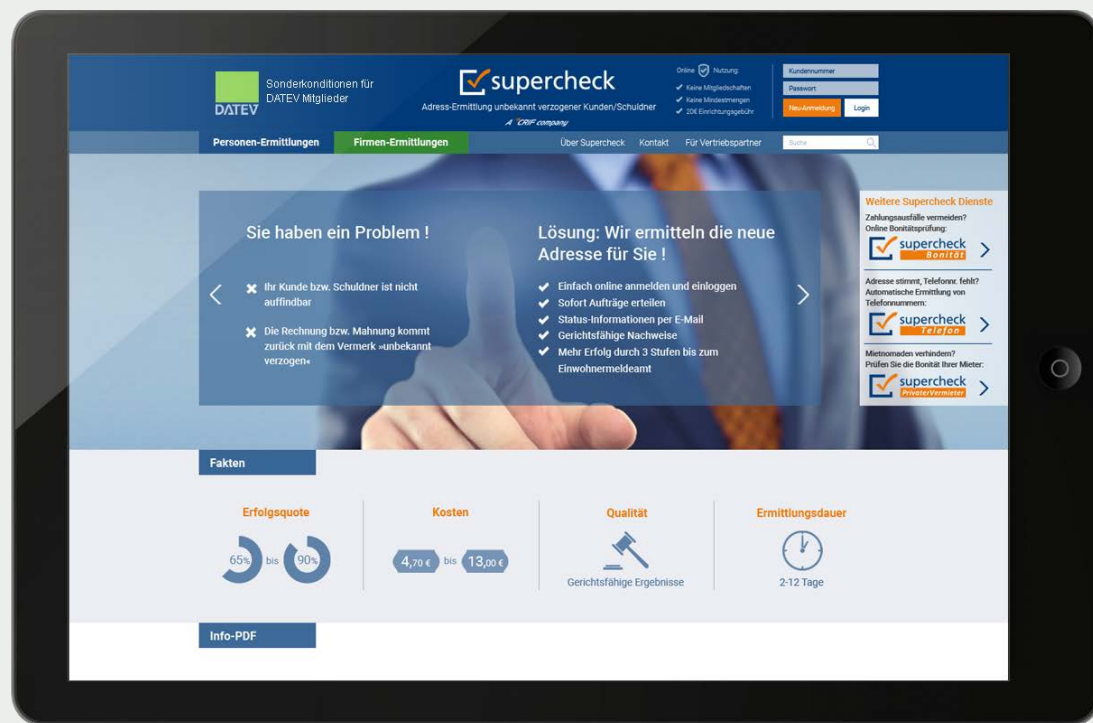 Sonderkonditionen für
DATEV Mitglieder
DATEV
supercheck
Adress-Ermittlung unbekannt verzogener Kunden/Schuldner
A CRIF company
Online Nutzung:
Keine Mitgliedschaften
Keine Mindestmengen
20€ Einrichtungsgebühr
Kundennummer
Passwort
Neu-Anmeldung Login
Personen-Ermittlungen Firmen-Ermittlungen Über Supercheck Kontakt Für Vertriebspartner Suche
Sie haben ein Problem !
Ihr Kunde bzw. Schuldner ist nicht
auffindbar
Die Rechnung bzw. Mahnung kommt
zurück mit dem Vermerk »unbekannt
verzogen«
Lösung: Wir ermitteln die neue
Adresse für Sie !
Einfach online anmelden und einloggen
Sofort Aufträge erteilen
Status-Informationen per E-Mail
Gerichtsfähige Nachweise
Mehr Erfolg durch 3 Stufen bis zum
Einwohnermeldeamt
Weitere Supercheck Dienste
Zahlungsausfälle vermeiden?
Online Bonitätsprüfung:
supercheck
Bonität
Adresse stimmt, Telefonnr. fehlt?
Automatische Ermittlung von
Telefonnummern:
supercheck
Telefon
Mietnomaden verhindern?
Prüfen Sie die Bonität Ihrer Mieter:
supercheck
PrivaterVermieter
Fakten
Erfolgsquote
65% bis 90%
Kosten
4,70 € bis 13,00 €
Qualität
Gerichtsfähige Ergebnisse
Ermittlungsdauer
2-12 Tage
Info-PDF